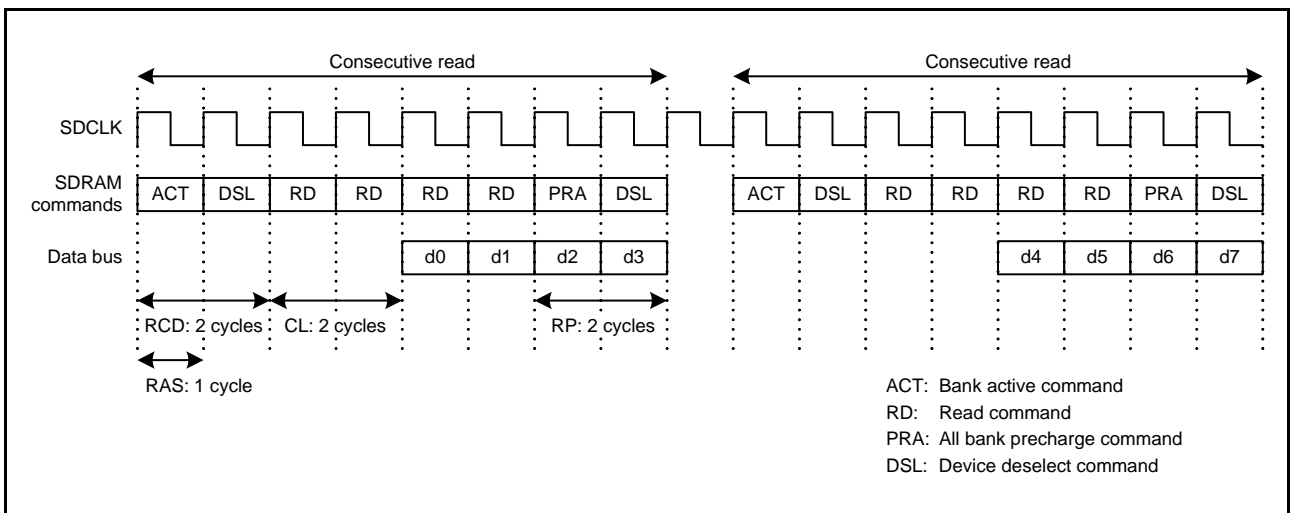 Consecutive read Consecutive read
SDCLK
SDRAM commands ACT DSL RD RD RD RD PRA DSL ACT DSL RD RD RD RD PRA DSL
Data bus d0 d1 d2 d3 d4 d5 d6 d7
RCD: 2 cycles CL: 2 cycles RP: 2 cycles
RAS: 1 cycle
ACT: Bank active command
RD: Read command
PRA: All bank precharge command
DSL: Device deselect command